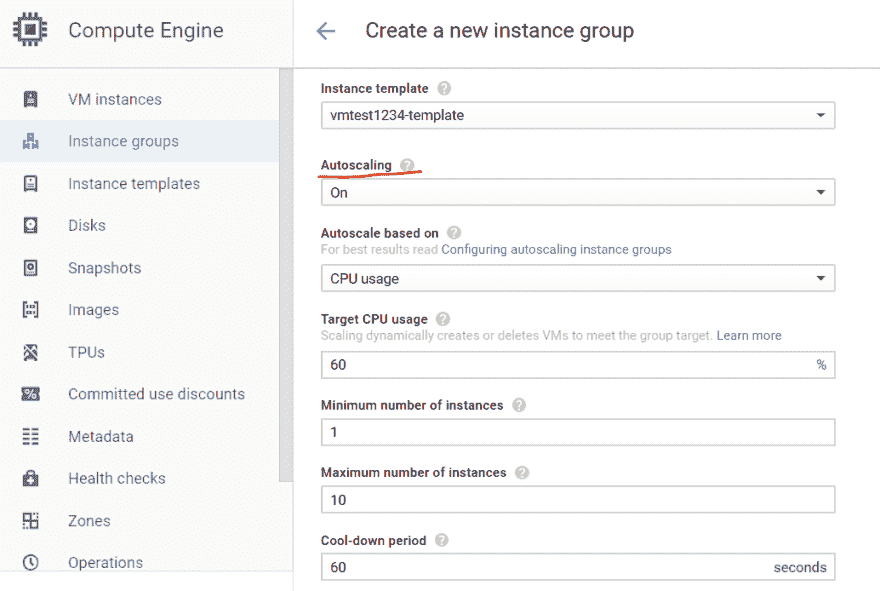 Compute Engine
VM instances
Instance groups
Instance templates
Disks
Snapshots
Images
TPUs
Committed use discounts
Metadata
Health checks
Zones
Operations
Create a new instance group
Instance template ?
vmtest1234-template
Autoscaling ?
On
Autoscale based on ?
For best results read Configuring autoscaling instance groups
CPU usage
Target CPU usage ?
Scaling dynamically creates or deletes VMs to meet the group target. Learn more
60 %
Minimum number of instances ?
1
Maximum number of instances ?
10
Cool-down period ?
60 seconds